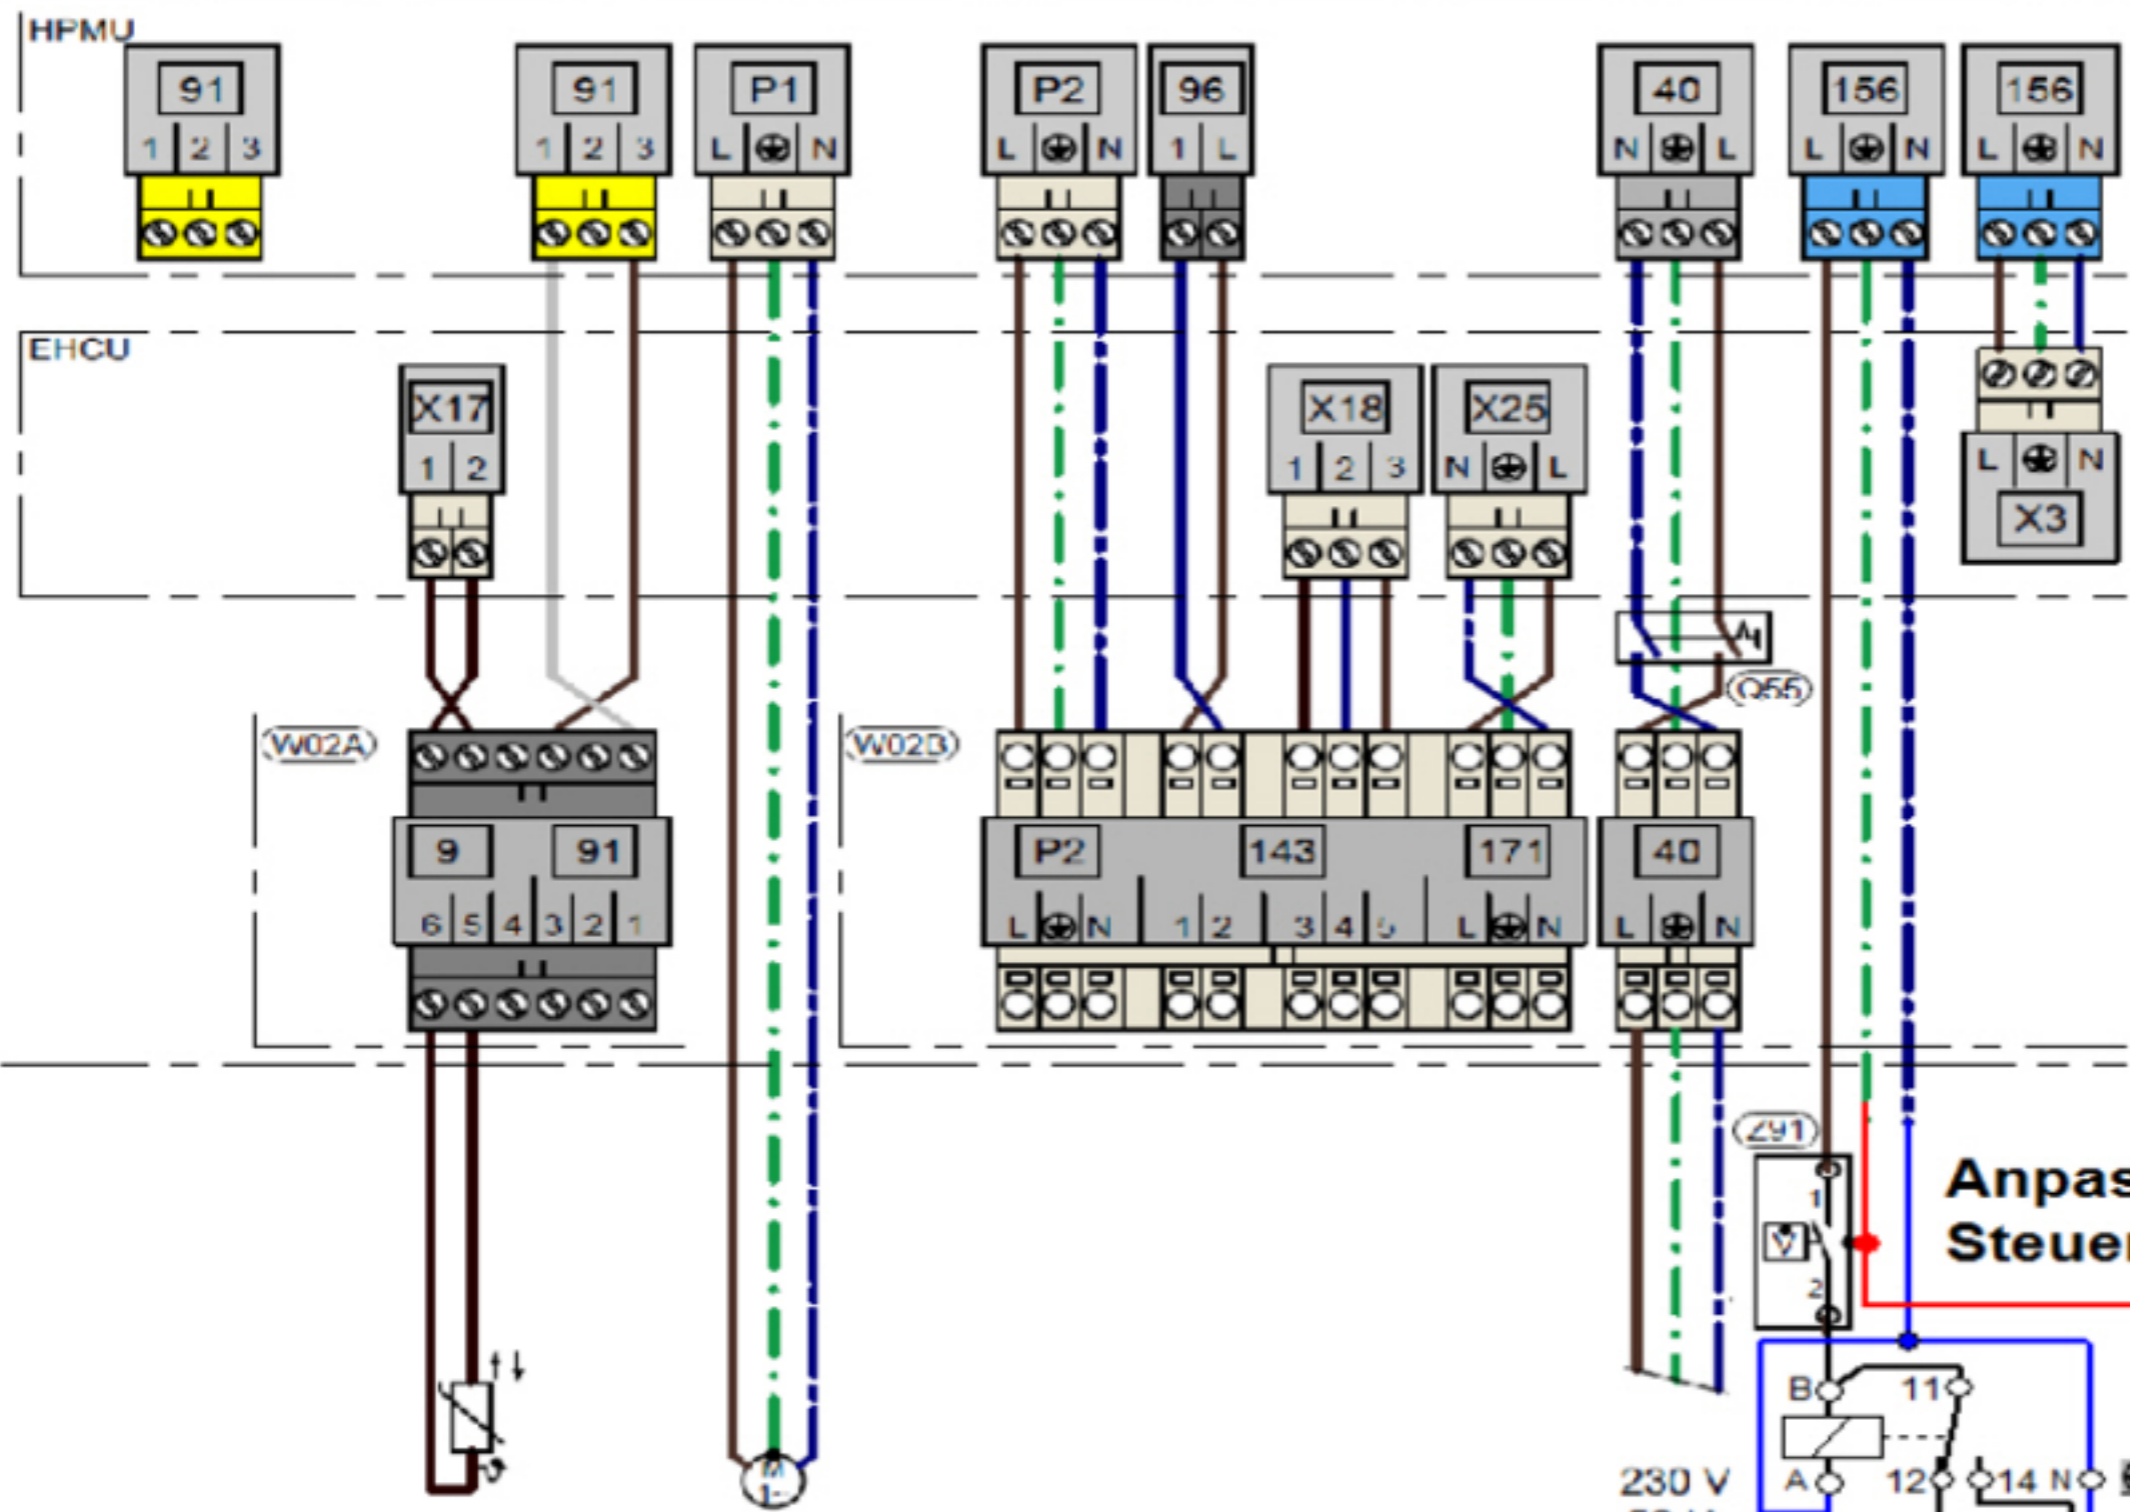 HPMU
91 91 P1 P2 96 40 156 156
1 2 3 1 2 3 L N L N 1 L N L L N L N
EHCU
X17 X18 X25
1 2 1 2 3 N L L N
X3
Q55
W02A W02B
9 91 P2 143 171 40
6 5 4 3 2 1 L N 1 2 3 4 5 L N L N
Z91
1
Anpas
Steuer
2
B 11
M
1~
230 V A 12 14 N